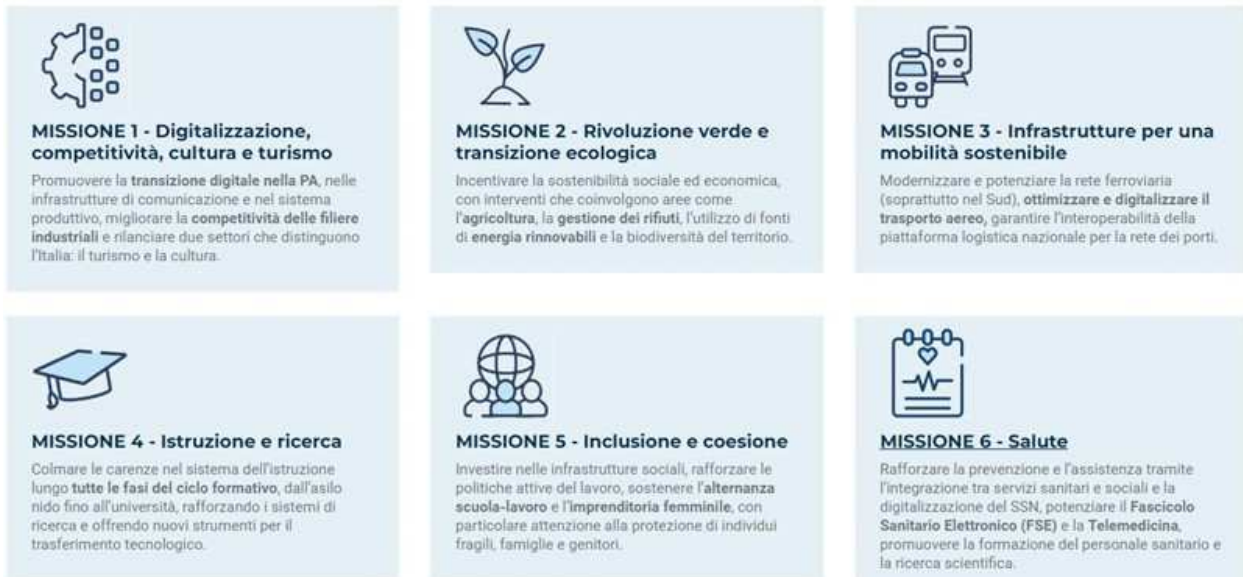 MISSIONE 1 - Digitalizzazione,
competitività, cultura e turismo
Promuovere la transizione digitale nella PA, nelle
infrastrutture di comunicazione e nel sistema
produttivo, migliorare la competitività delle filiere
industriali e rilanciare due settori che distinguono
l'Italia: il turismo e la cultura.
MISSIONE 2 - Rivoluzione verde e
transizione ecologica
Incentivare la sostenibilità sociale ed economica,
con interventi che coinvolgono aree come
l'agricoltura, la gestione dei rifiuti, l'utilizzo di fonti
di energia rinnovabili e la biodiversità del territorio.
MISSIONE 3 - Infrastrutture per una
mobilità sostenibile
Modernizzare e potenziare la rete ferroviaria
(soprattutto nel Sud), ottimizzare e digitalizzare il
trasporto aereo, garantire l'interoperabilità della
piattaforma logistica nazionale per la rete dei porti.
MISSIONE 4 - Istruzione e ricerca
Colmare le carenze nel sistema dell'istruzione
lungo tutte le fasi del ciclo formativo, dall'asilo
nido fino all'università, rafforzando i sistemi di
ricerca e offrendo nuovi strumenti per il
trasferimento tecnologico.
MISSIONE 5 - Inclusione e coesione
Investire nelle infrastrutture sociali, rafforzare le
politiche attive del lavoro, sostenere l'alternanza
scuola-lavoro e l'imprenditoria femminile, con
particolare attenzione alla protezione di individui
fragili, famiglie e genitori.
MISSIONE 6 - Salute
Rafforzare la prevenzione e l'assistenza tramite
l'integrazione tra servizi sanitari e sociali e la
digitalizzazione del SSN, potenziare il Fascicolo
Sanitario Elettronico (FSE) e la Telemedicina,
promuovere la formazione del personale sanitario e
la ricerca scientifica.